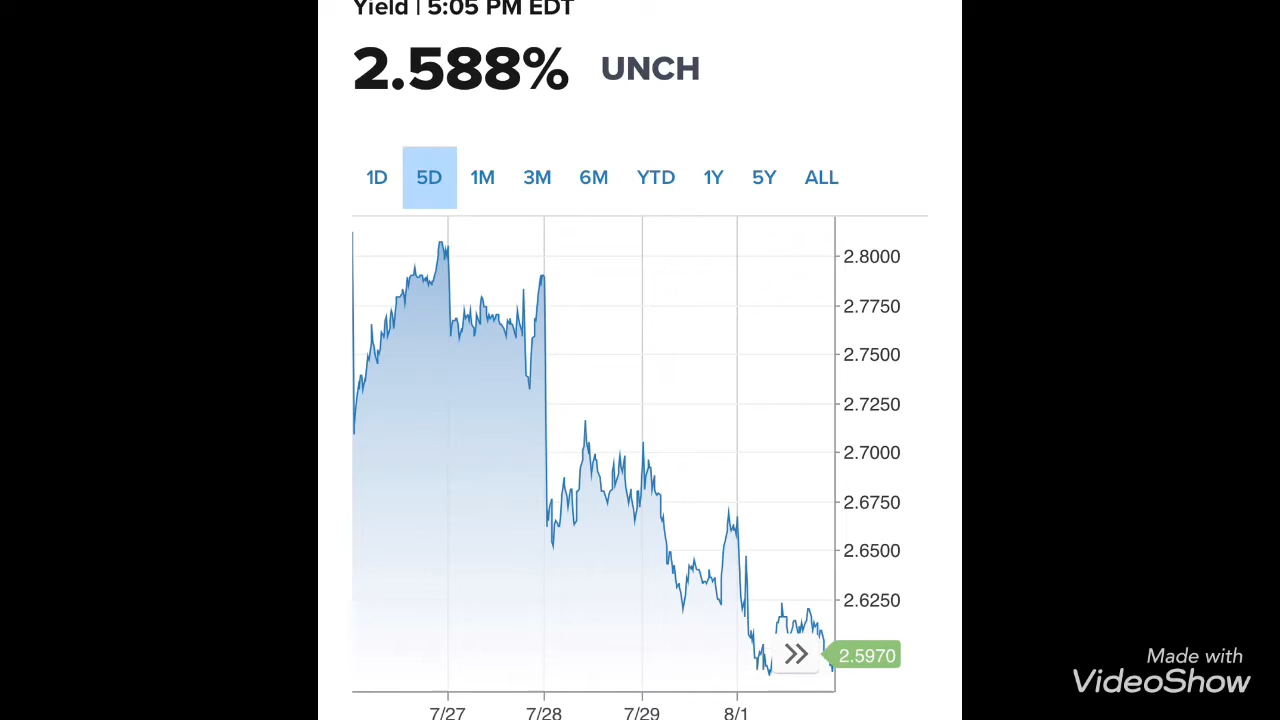 Yield | 5:05 PM EDT
2.588% UNCH
1D 5D 1M 3M 6M YTD 1Y 5Y ALL
2.8000
2.7750
2.7500
2.7250
2.7000
2.6750
2.6500
2.6250
2.5970
7/27 7/28 7/29 8/1
Made with
VideoShow